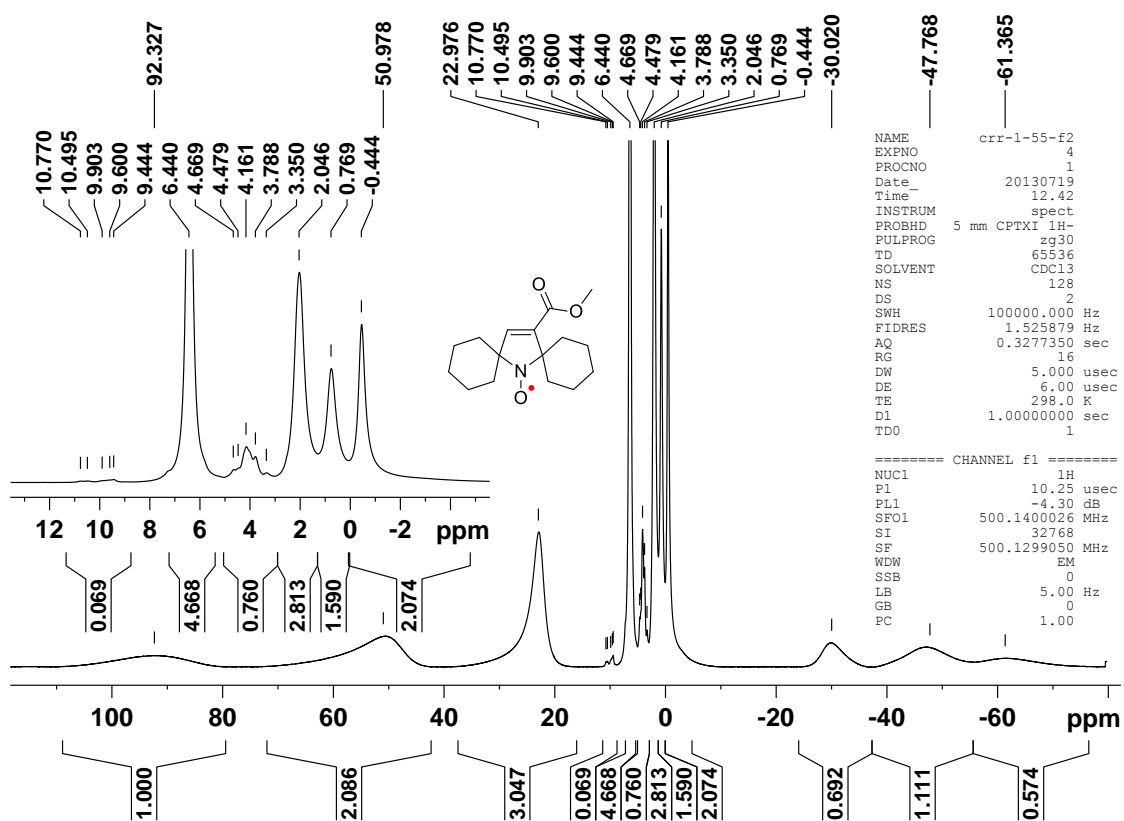 92.327
50.978
22.976
10.770
10.495
9.903
9.600
9.444
6.440
4.669
4.479
4.161
3.788
3.350
2.046
0.769
-0.444
-30.020
-47.768
-61.365
10.770
10.495
9.903
9.600
9.444
6.440
4.669
4.479
4.161
3.788
3.350
2.046
0.769
-0.444
NAME crr-1-55-f2
EXPNO 4
PROCNO 1
Date_ 20130719
Time 12.42
INSTRUM spect
PROBHD 5 mm CPTXI 1H-
PULPROG zg30
TD 65536
SOLVENT CDCl3
NS 128
DS 2
SWH 100000.000 Hz
FIDRES 1.525879 Hz
AQ 0.3277350 sec
RG 16
DW 5.000 usec
DE 6.00 usec
TE 298.0 K
D1 1.00000000 sec
TD0 1
======== CHANNEL f1 ========
NUC1 1H
P1 10.25 usec
PL1 -4.30 dB
SFO1 500.1400026 MHz
SI 32768
SF 500.1299050 MHz
WDW EM
SSB 0
LB 5.00 Hz
GB 0
PC 1.00
O
O
N
O
12 10 8 6 4 2 0 -2 ppm
0.069
4.668
0.760
2.813
1.590
2.074
100 80 60 40 20 0 -20 -40 -60 ppm
1.000
2.086
3.047
0.069
4.668
0.760
2.813
1.590
2.074
0.692
1.111
0.574